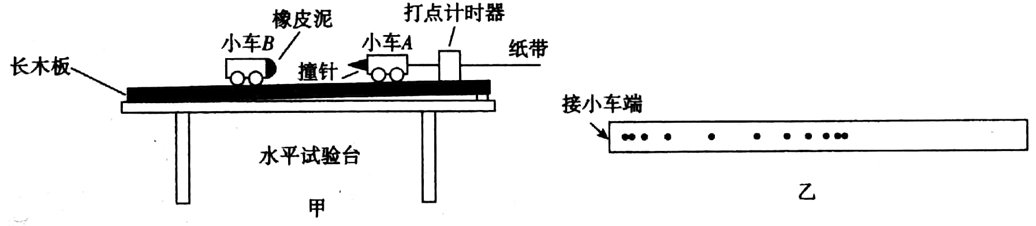 打点计时器
橡皮泥
小车B
小车A
纸带
长木板
撞针
接小车端
水平试验台
甲
乙